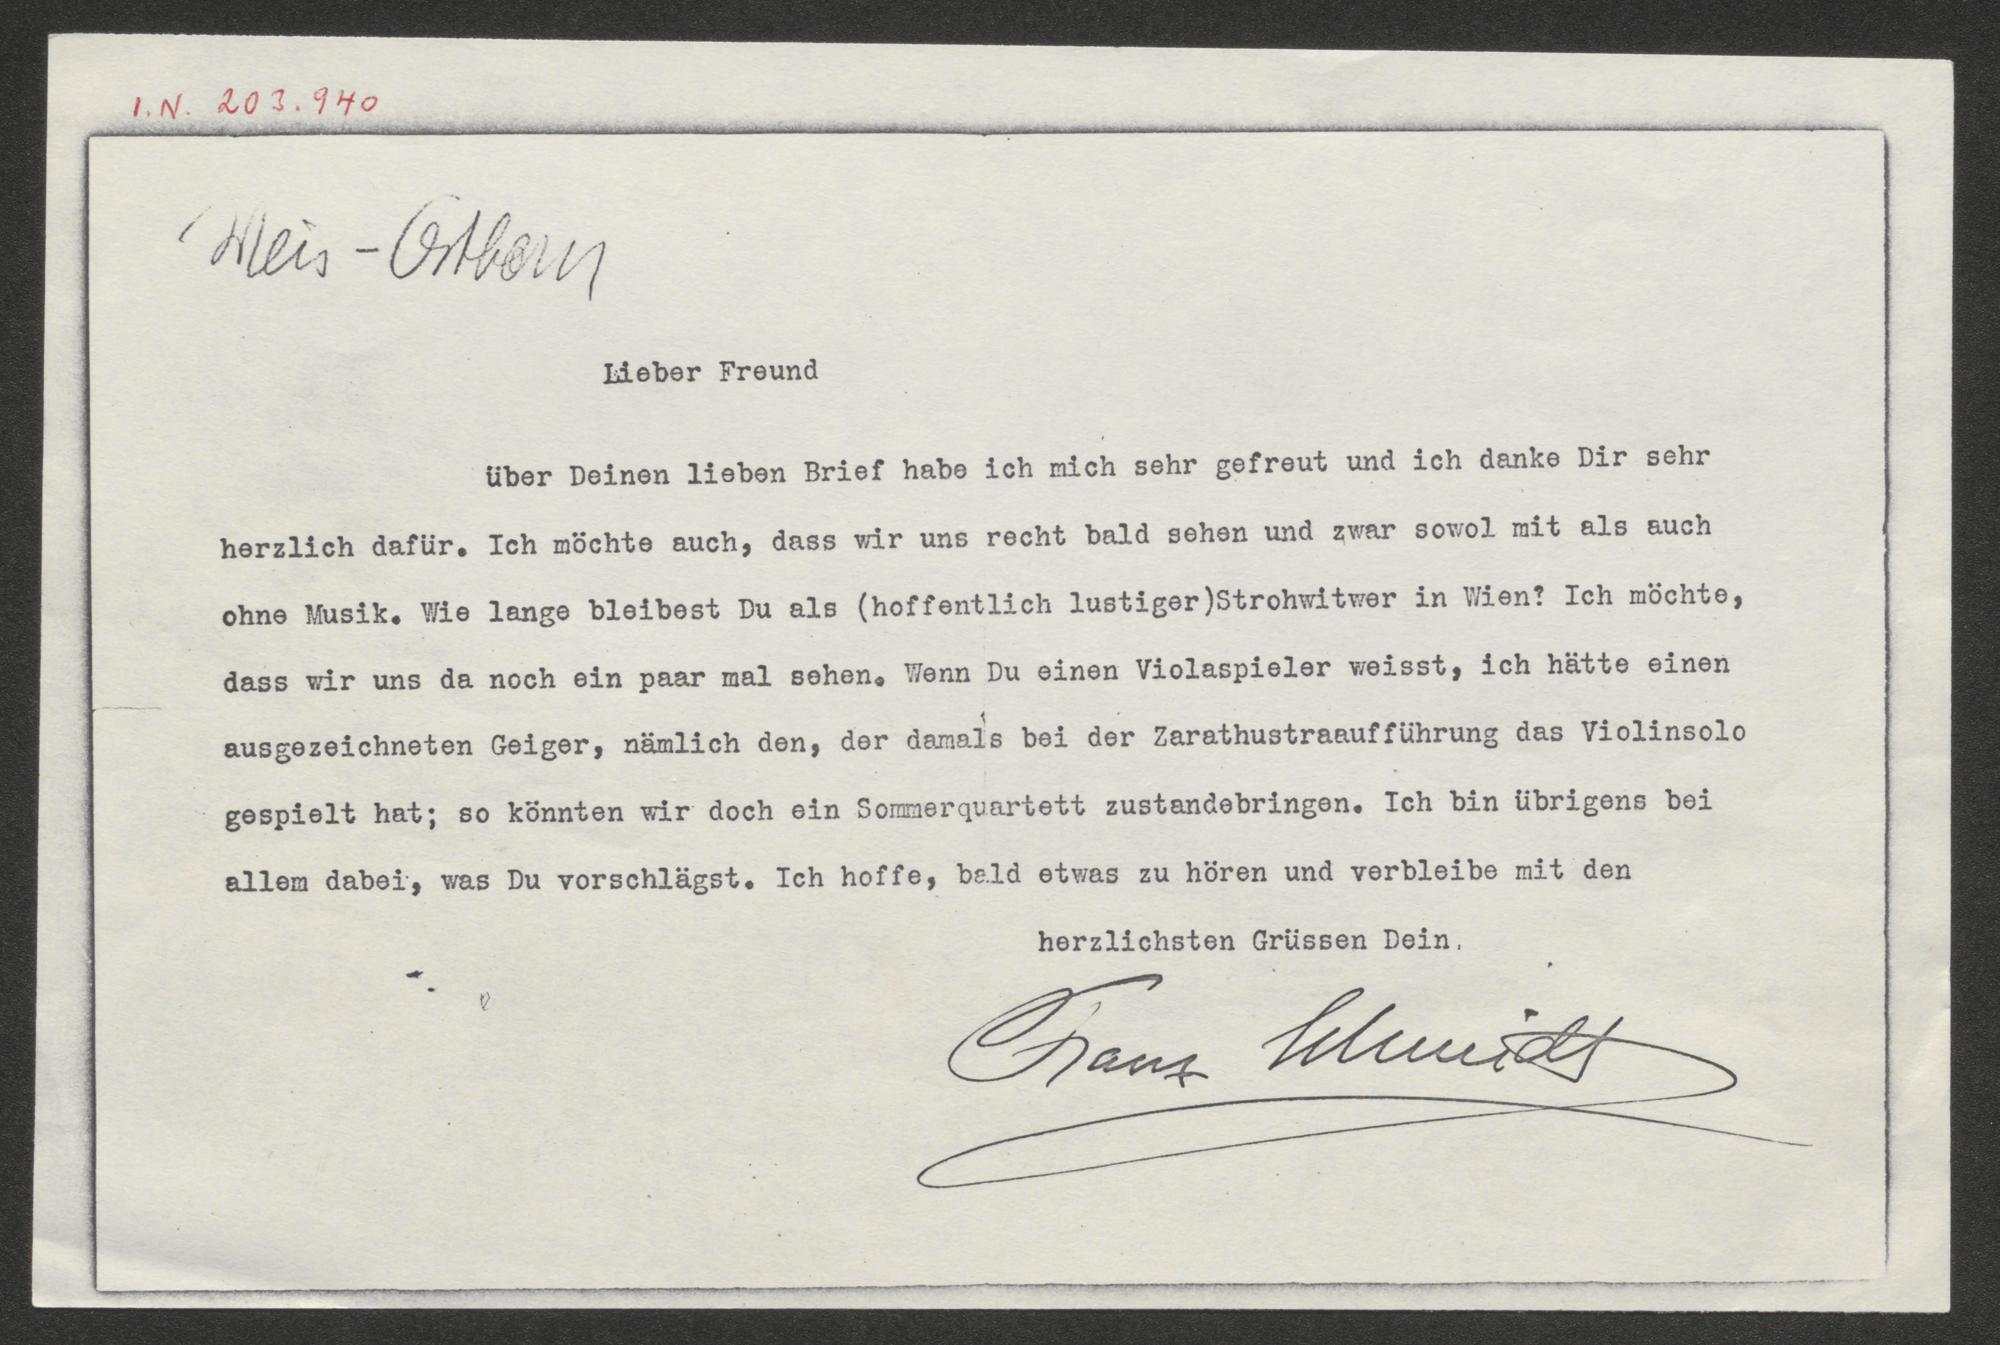 I.N. 203.940
Weis-Ostborn
Lieber Freund
über Deinen lieben Brief habe ich mich sehr gefreut und ich danke Dir sehr
herzlich dafür. Ich möchte auch, dass wir uns recht bald sehen und zwar sowol mit als auch
ohne Musik. Wie lange bleibest Du als (hoffentlich lustiger)Strohwitwer in Wien? Ich möchte,
dass wir uns da noch ein paar mal sehen. Wenn Du einen Violaspieler weisst, ich hätte einen
ausgezeichneten Geiger, nämlich den, der damals bei der Zarathustraaufführung das Violinsolo
gespielt hat; so könnten wir doch ein Sommerquartett zustandebringen. Ich bin übrigens bei
allem dabei, was Du vorschlägst. Ich hoffe, bald etwas zu hören und verbleibe mit den
herzlichsten Grüssen Dein.
Franz Schmidt